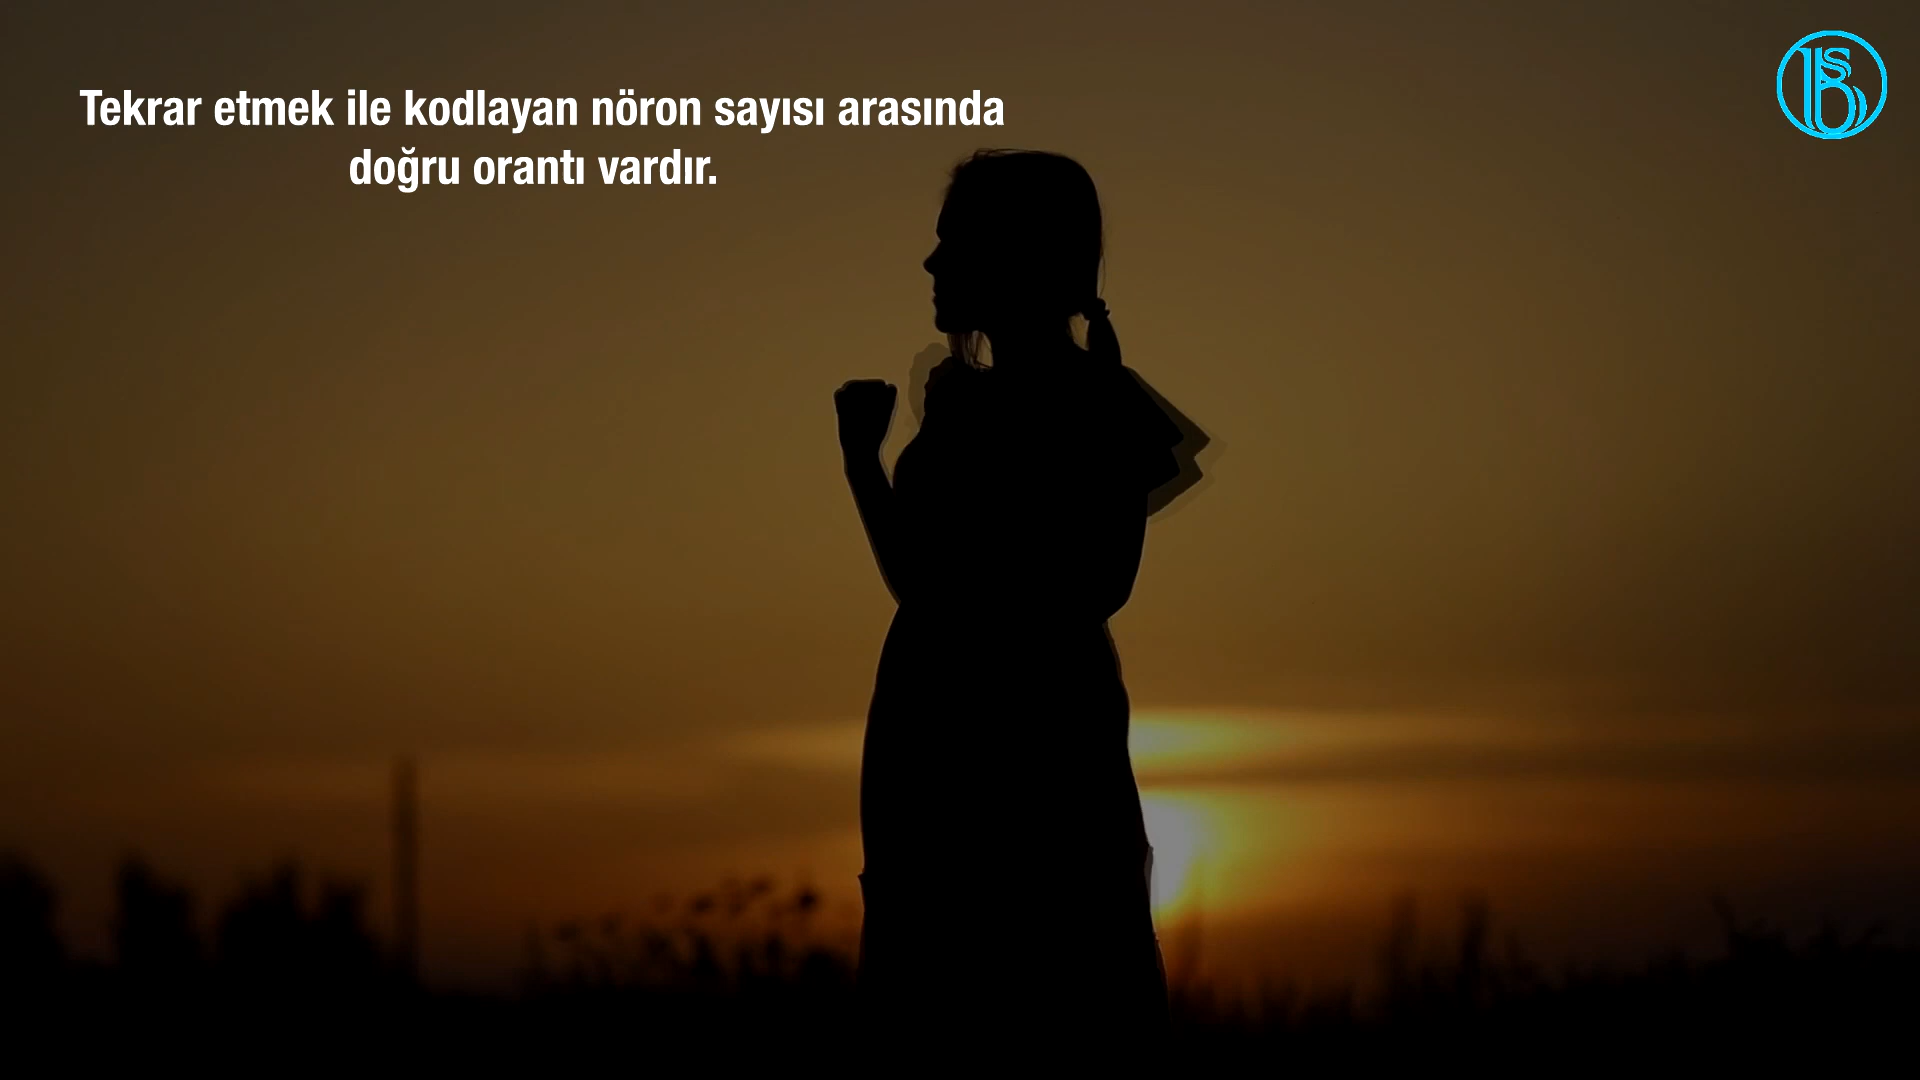 Tekrar etmek ile kodlayan nöron sayısı arasında
doğru orantı vardır.